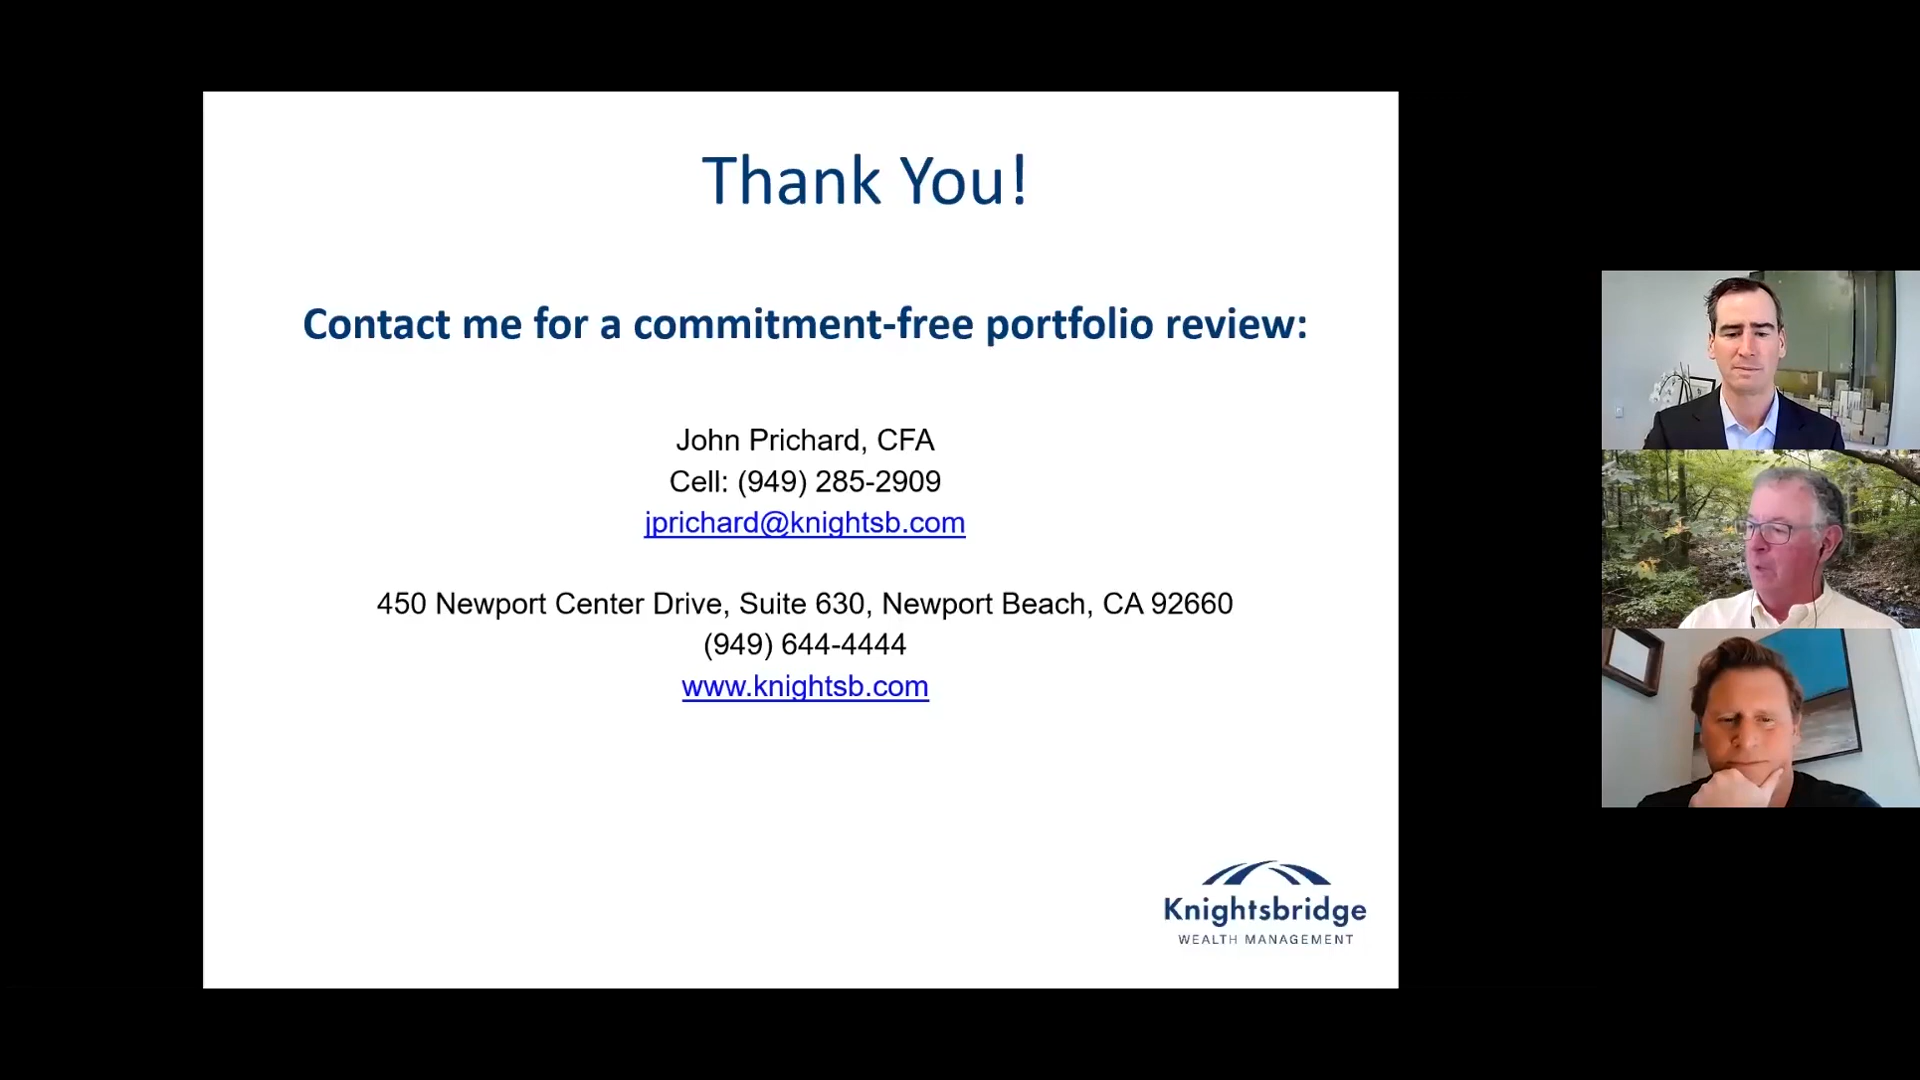 Thank You!
Contact me for a commitment-free portfolio review:
John Prichard, CFA
Cell: (949) 285-2909
jprichard@knightsb.com
450 Newport Center Drive, Suite 630, Newport Beach, CA 92660
(949) 644-4444
www.knightsb.com
Knightsbridge
WEALTH MANAGEMENT